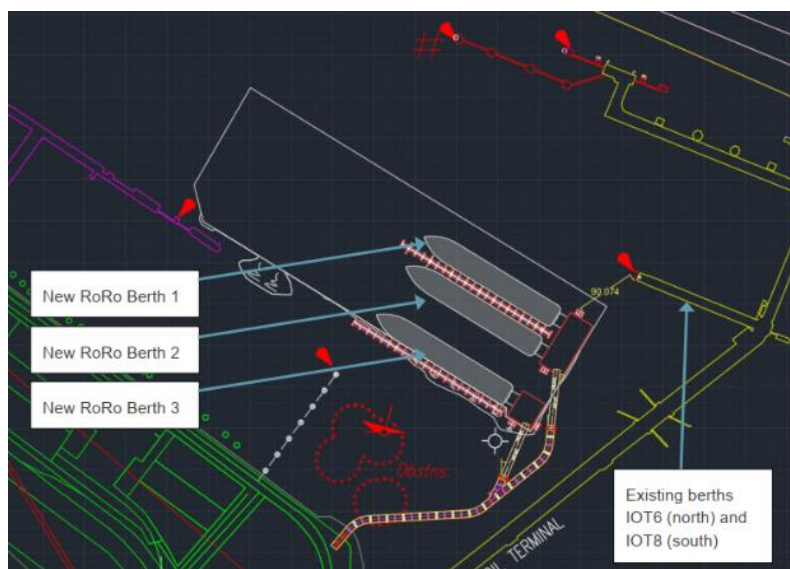 90.074
New RoRo Berth 1
New RoRo Berth 2
New RoRo Berth 3
Obstns.
Existing berths
IOT6 (north) and
IOT8 (south)
TERMINAL